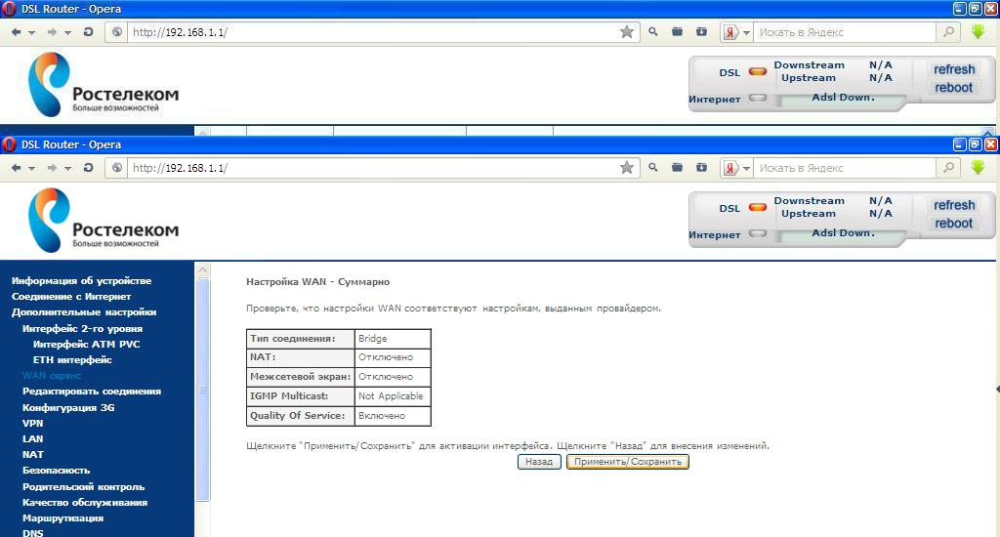 DSL Router - Opera
http://192.168.1.1/
Я
Искать в Яндекс
Ростелеком
Больше возможностей
DSL
Downstream N/A
Upstream N/A
Интернет
Adsl Down.
refresh
reboot
DSL Router - Opera
http://192.168.1.1/
Я
Искать в Яндекс
Ростелеком
Больше возможностей
DSL
Downstream N/A
Upstream N/A
Интернет
Adsl Down.
refresh
reboot
Информация об устройстве
Соединение с Интернет
Дополнительные настройки
Интерфейс 2-го уровня
Интерфейс ATM PVC
ETH интерфейс
WAN сервис
Редактировать соединения
Конфигурация 3G
VPN
LAN
NAT
Безопасность
Родительский контроль
Качество обслуживания
Маршрутизация
DNS
Настройка WAN - Суммарно
Проверьте, что настройки WAN соответствуют настройкам, выданным провайдером.
Тип соединения: Bridge
NAT: Отключено
Межсетевой экран: Отключено
IGMP Multicast: Not Applicable
Quality Of Service: Включено
Щелкните "Применить/Сохранить" для активации интерфейса. Щелкните "Назад" для внесения изменений.
Назад Применить/Сохранить